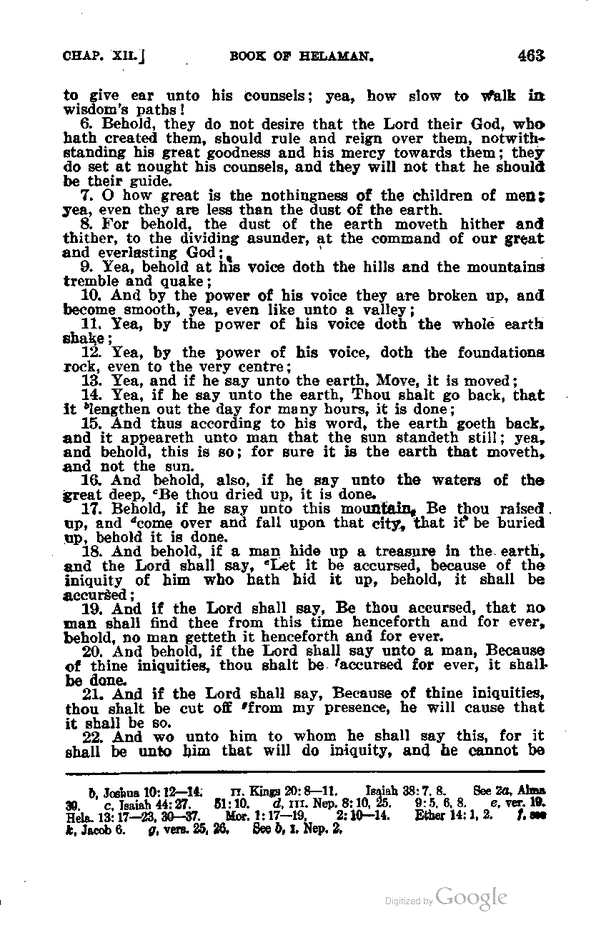 CHAP. XII.] BOOK OF HELAMAN. 463
to give ear unto his counsels; yea, how slow to walk in
wisdom's paths!
6. Behold, they do not desire that the Lord their God, who
hath created them, should rule and reign over them, notwith-
standing his great goodness and his mercy towards them; they
do set at nought his counsels, and they will not that he should
be their guide.
7. O how great is the nothingness of the children of men;
yea, even they are less than the dust of the earth.
8. For behold, the dust of the earth moveth hither and
thither, to the dividing asunder, at the command of our great
and everlasting God;
9. Yea, behold at his voice doth the hills and the mountains
tremble and quake;
10. And by the power of his voice they are broken up, and
become smooth, yea, even like unto a valley;
11. Yea, by the power of his voice doth the whole earth
shake;
12. Yea, by the power of his voice, doth the foundations
rock, even to the very centre;
13. Yea, and if he say unto the earth, Move, it is moved;
14. Yea, if he say unto the earth, Thou shalt go back, that
it ᵇlengthen out the day for many hours, it is done;
15. And thus according to his word, the earth goeth back,
and it appeareth unto man that the sun standeth still; yea,
and behold, this is so; for sure it is the earth that moveth,
and not the sun.
16. And behold, also, if he say unto the waters of the
great deep, ᶜBe thou dried up, it is done.
17. Behold, if he say unto this mountain, Be thou raised
up, and ᵈcome over and fall upon that city, that it be buried
up, behold it is done.
18. And behold, if a man hide up a treasure in the earth,
and the Lord shall say, ᵉLet it be accursed, because of the
iniquity of him who hath hid it up, behold, it shall be
accursed;
19. And if the Lord shall say, Be thou accursed, that no
man shall find thee from this time henceforth and for ever,
behold, no man getteth it henceforth and for ever.
20. And behold, if the Lord shall say unto a man, Because
of thine iniquities, thou shalt be ᶠaccursed for ever, it shall
be done.
21. And if the Lord shall say, Because of thine iniquities,
thou shalt be cut off ᵍfrom my presence, he will cause that
it shall be so.
22. And wo unto him to whom he shall say this, for it
shall be unto him that will do iniquity, and he cannot be
b, Joshua 10:12—14. II. Kings 20:8—11. Isaiah 38:7, 8. See 2a, Alma
30. c, Isaiah 44:27. 51:10. d, III. Nep. 8:10, 25. 9:5, 6, 8. e, ver. 19.
Hela. 13:17—23, 30—37. Mor. 1:17—19. 2:10—14. Ether 14:1, 2. f, see
k, Jacob 6. g, vers. 25, 26. See b, I. Nep. 2.
Digitized by Google